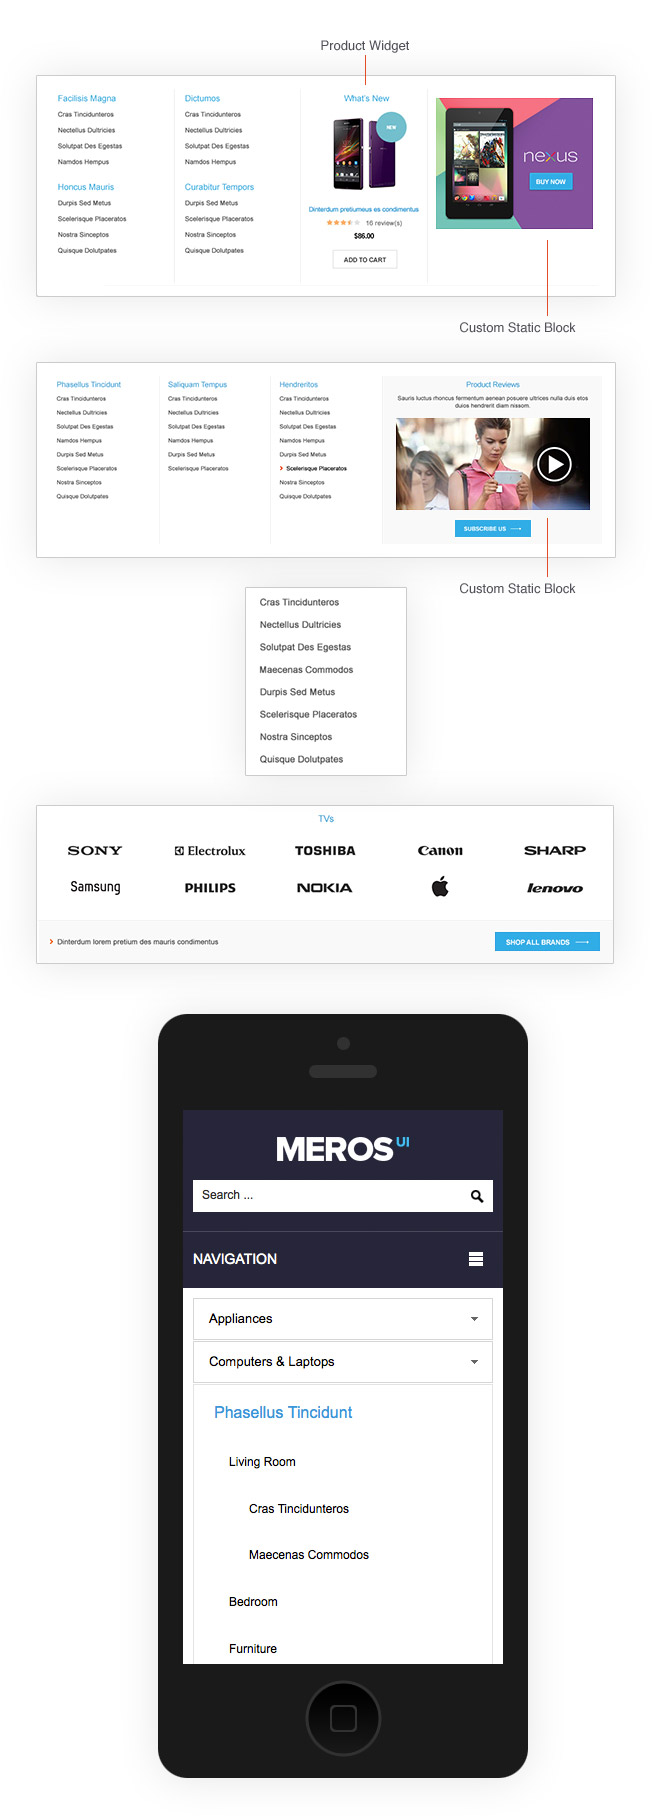 Product Widget
Facilisis Magna
Cras Tincidunteros
Nectellus Dultricies
Solutpat Des Egestas
Namdos Hempus
Honcus Mauris
Durpis Sed Metus
Scelerisque Placeratos
Nostra Sinceptos
Quisque Dolutpates
Dictumos
Cras Tincidunteros
Nectellus Dultricies
Solutpat Des Egestas
Namdos Hempus
Curabitur Tempors
Durpis Sed Metus
Scelerisque Placeratos
Nostra Sinceptos
Quisque Dolutpates
What's New
NEW
Dinterdum pretiumeus es condimentus
16 review(s)
$86.00
ADD TO CART
nexus
BUY NOW
Custom Static Block
Phasellus Tincidunt
Cras Tincidunteros
Nectellus Dultricies
Solutpat Des Egestas
Namdos Hempus
Durpis Sed Metus
Scelerisque Placeratos
Nostra Sinceptos
Quisque Dolutpates
Saliquam Tempus
Cras Tincidunteros
Nectellus Dultricies
Solutpat Des Egestas
Namdos Hempus
Durpis Sed Metus
Scelerisque Placeratos
Hendreritos
Cras Tincidunteros
Nectellus Dultricies
Solutpat Des Egestas
Namdos Hempus
Durpis Sed Metus
Scelerisque Placeratos
Nostra Sinceptos
Quisque Dolutpates
Product Reviews
Sauris luctus rhoncus fermentum aenean posuere ultrices nulla duis etos
duios hendrerit diam nissom.
SUBSCRIBE US
Custom Static Block
Cras Tincidunteros
Nectellus Dultricies
Solutpat Des Egestas
Maecenas Commodos
Durpis Sed Metus
Scelerisque Placeratos
Nostra Sinceptos
Quisque Dolutpates
TVs
SONY
Electrolux
TOSHIBA
Canon
SHARP
Samsung
PHILIPS
NOKIA
lenovo
Dinterdum lorem pretium des mauris condimentus
SHOP ALL BRANDS
MEROS UI
Search ...
NAVIGATION
Appliances
Computers & Laptops
Phasellus Tincidunt
Living Room
Cras Tincidunteros
Maecenas Commodos
Bedroom
Furniture